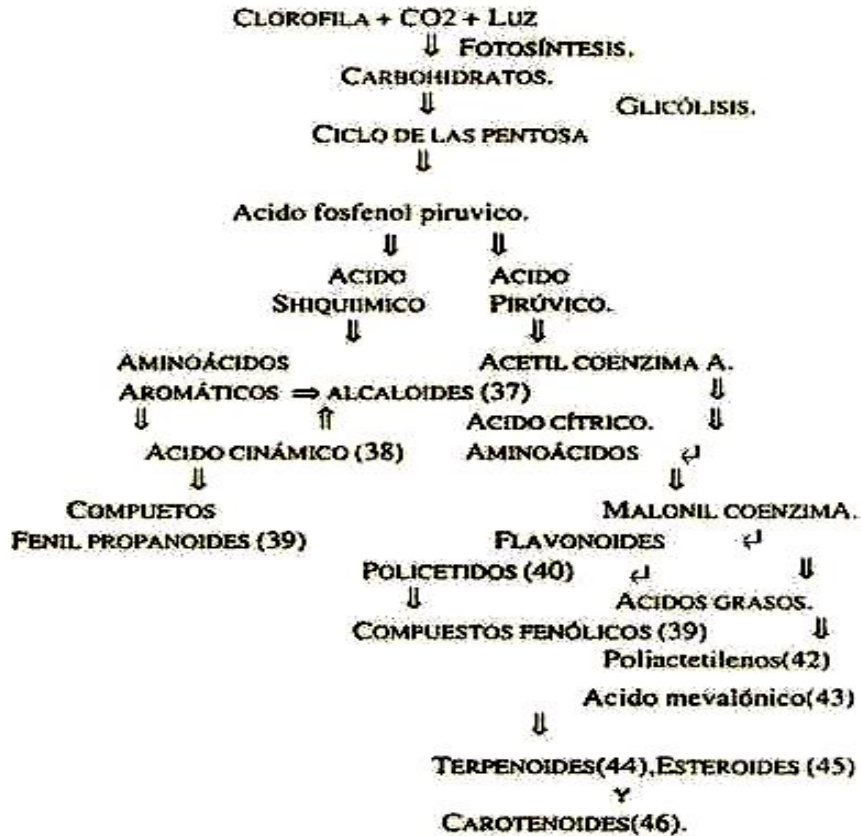 CLOROFILA + CO2 + LUZ
⇓ FOTOSÍNTESIS.
CARBOHIDRATOS.
⇓ GLICÓLISIS.
CICLO DE LAS PENTOSA
⇓
Acido fosfenol piruvico.
⇓ ⇓
ACIDO ACIDO
SHIQUIIMICO PIRÚVICO.
⇓ ⇓
AMINOÁCIDOS ACETIL COENZIMA A.
AROMÁTICOS ⇒ ALCALOIDES (37) ⇓
⇓ ⇑ ACIDO CÍTRICO. ⇓
ACIDO CINÁMICO (38) AMINOÁCIDOS ↵
⇓ ⇓
COMPUETOS MALONIL COENZIMA.
FENIL PROPANOIDES (39) FLAVONOIDES ↵
POLICETIDOS (40) ↵ ⇓
⇓ ACIDOS GRASOS.
COMPUESTOS FENÓLICOS (39) ⇓
Poliactetilenos(42)
Acido mevalónico(43)
⇓
TERPENOIDES(44),ESTEROIDES (45)
Y
CAROTENOIDES(46).